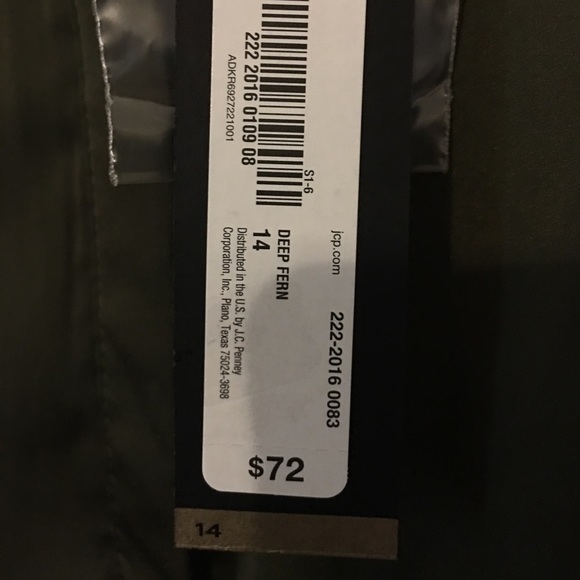 jcp.com
222-2016 0083
S1-6
222 2016 0109 08
ADKR6927221001
DEEP FERN
14
Distributed in the U.S. by J.C. Penney
Corporation, Inc., Plano, Texas 75024-3698
$72
14